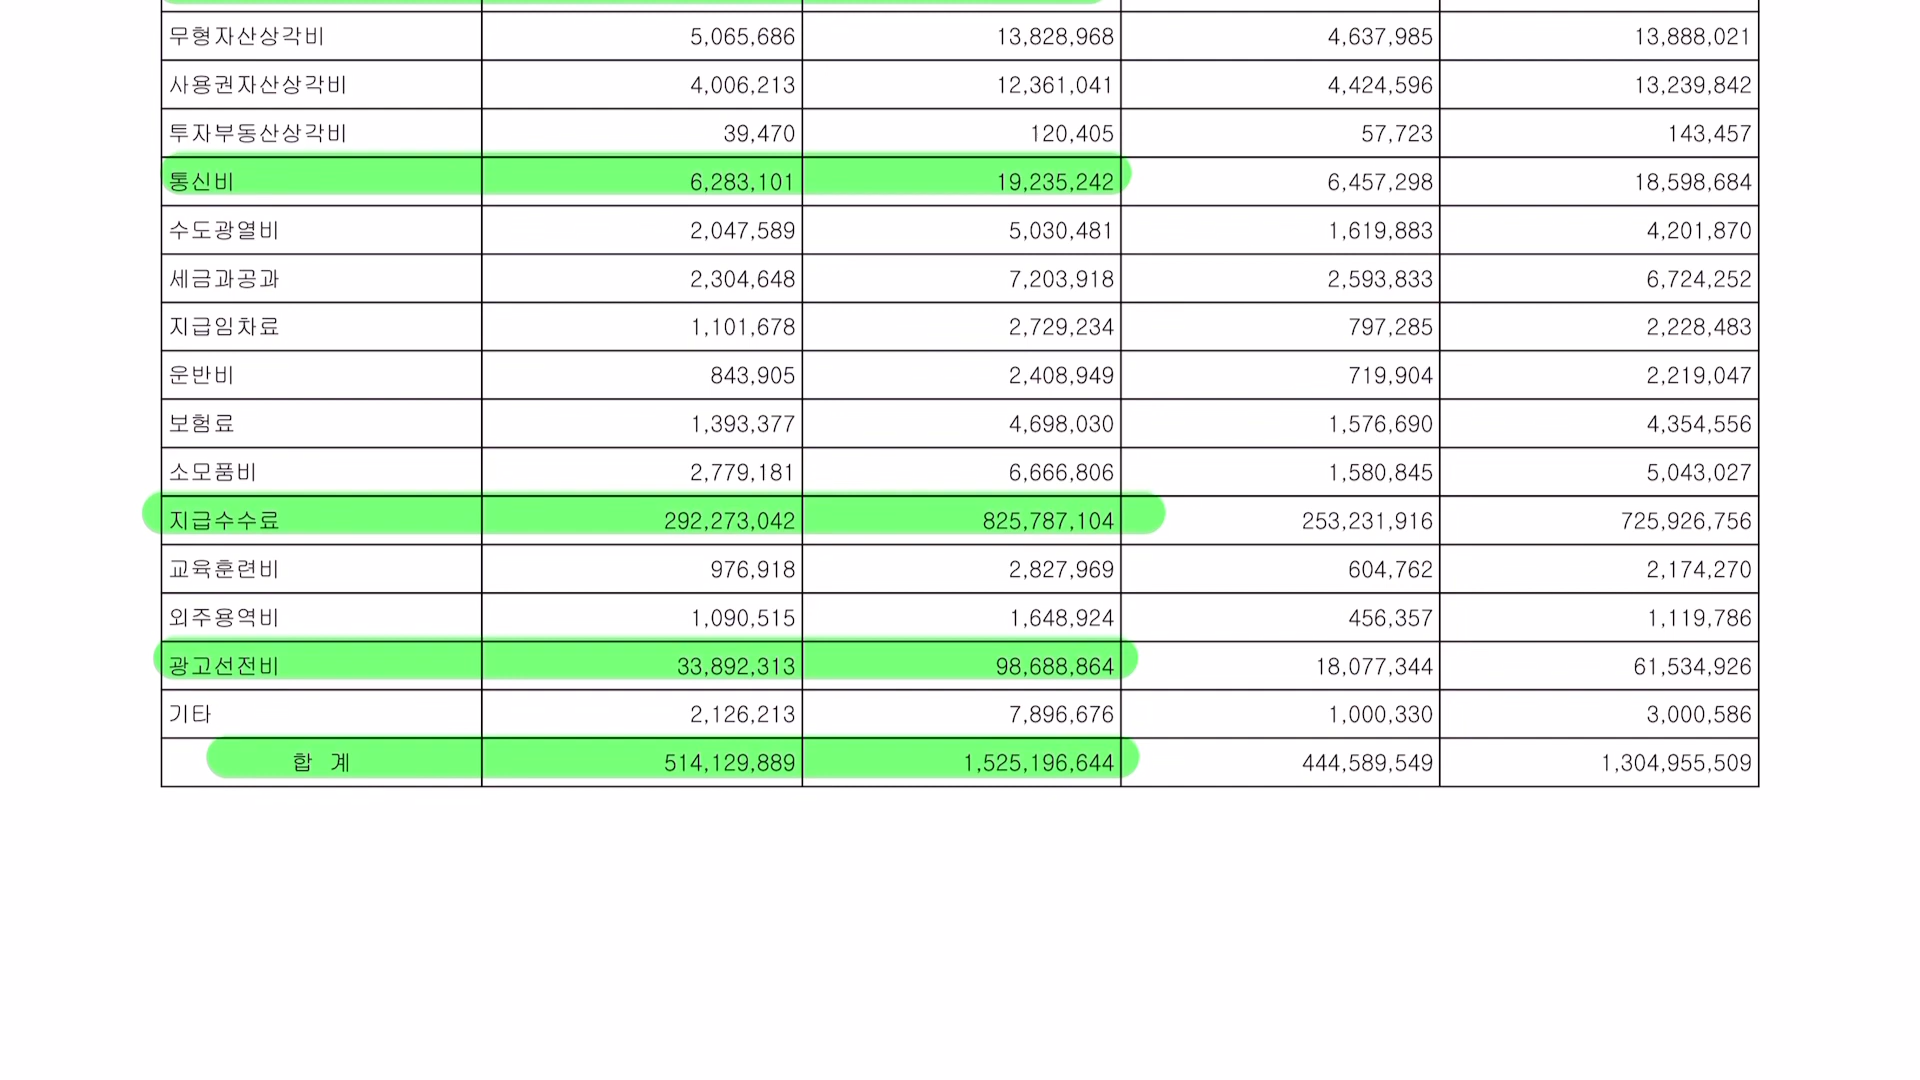 무형자산상각비 5,065,686 13,828,968 4,637,985 13,888,021
사용권자산상각비 4,006,213 12,361,041 4,424,596 13,239,842
투자부동산상각비 39,470 120,405 57,723 143,457
통신비 6,283,101 19,235,242 6,457,298 18,598,684
수도광열비 2,047,589 5,030,481 1,619,883 4,201,870
세금과공과 2,304,648 7,203,918 2,593,833 6,724,252
지급임차료 1,101,678 2,729,234 797,285 2,228,483
운반비 843,905 2,408,949 719,904 2,219,047
보험료 1,393,377 4,698,030 1,576,690 4,354,556
소모품비 2,779,181 6,666,806 1,580,845 5,043,027
지급수수료 292,273,042 825,787,104 253,231,916 725,926,756
교육훈련비 976,918 2,827,969 604,762 2,174,270
외주용역비 1,090,515 1,648,924 456,357 1,119,786
광고선전비 33,892,313 98,688,864 18,077,344 61,534,926
기타 2,126,213 7,896,676 1,000,330 3,000,586
합 계 514,129,889 1,525,196,644 444,589,549 1,304,955,509